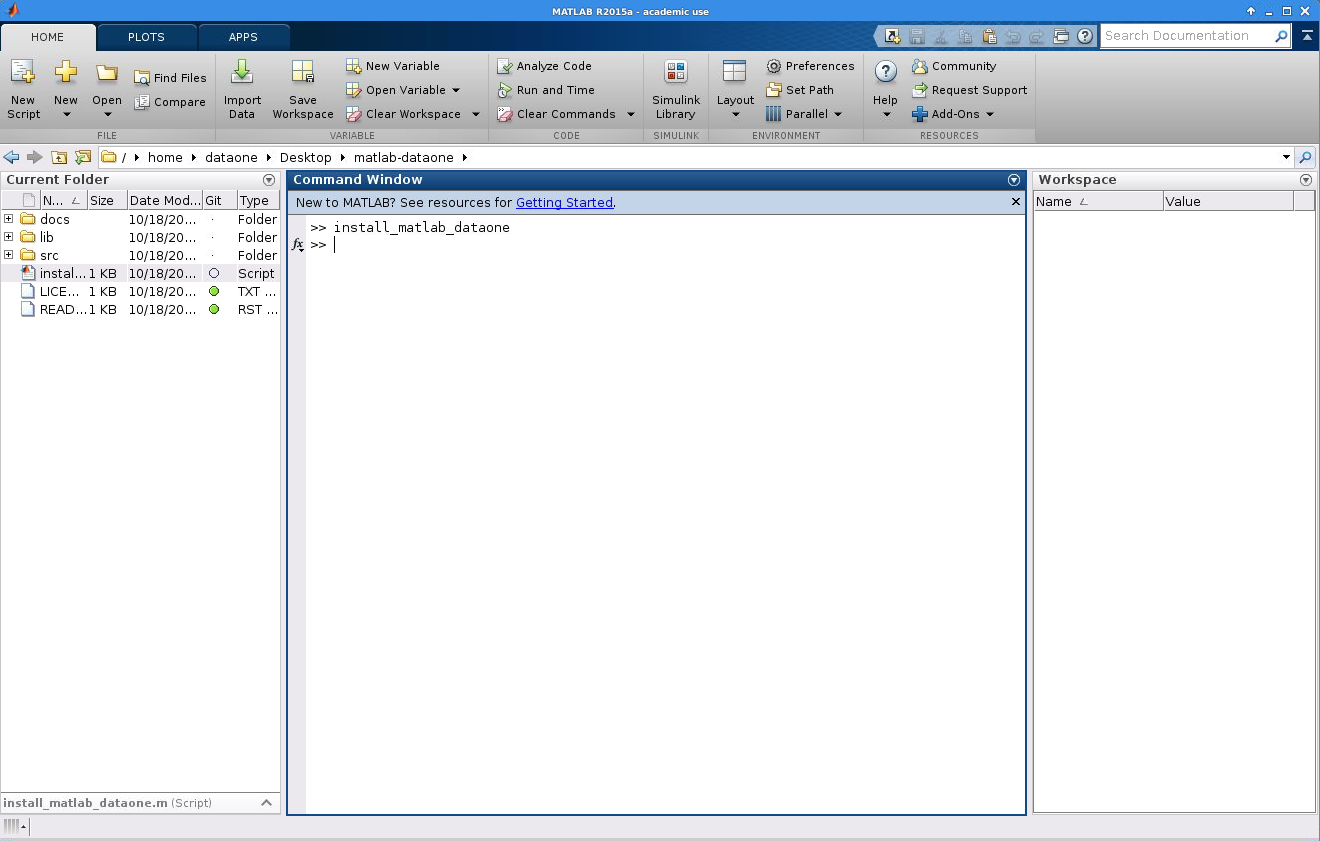 MATLAB R2015a - academic use
HOME PLOTS APPS Search Documentation
New Script
New
Open
Find Files
Compare
FILE
Import Data
Save Workspace
New Variable
Open Variable
Clear Workspace
VARIABLE
Analyze Code
Run and Time
Clear Commands
CODE
Simulink Library
SIMULINK
Layout
Preferences
Set Path
Parallel
ENVIRONMENT
Help
Community
Request Support
Add-Ons
RESOURCES
/ home dataone Desktop matlab-dataone
Current Folder
N... Size Date Mod... Git Type
docs 10/18/20... Folder
lib 10/18/20... Folder
src 10/18/20... Folder
instal... 1 KB 10/18/20... Script
LICE... 1 KB 10/18/20... TXT ...
READ... 1 KB 10/18/20... RST ...
install_matlab_dataone.m (Script)
Command Window
New to MATLAB? See resources for Getting Started.
>> install_matlab_dataone
fx >>
Workspace
Name Value